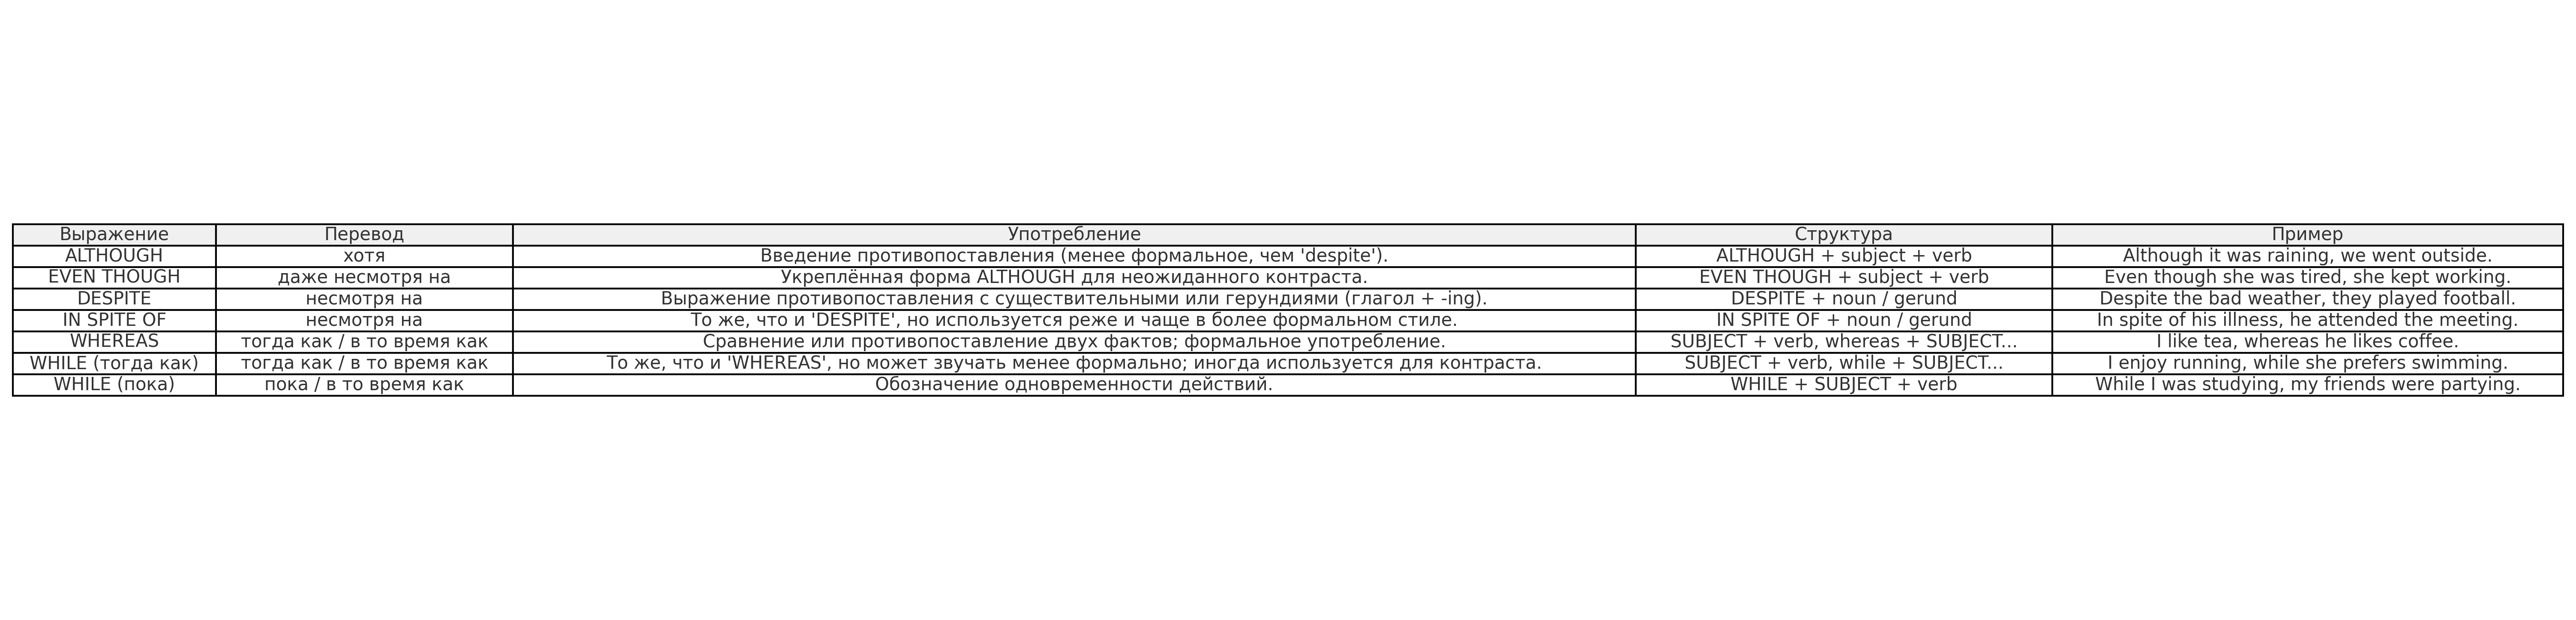 Выражение Перевод Употребление Структура Пример
ALTHOUGH хотя Введение противопоставления (менее формальное, чем 'despite'). ALTHOUGH + subject + verb Although it was raining, we went outside.
EVEN THOUGH даже несмотря на Укреплённая форма ALTHOUGH для неожиданного контраста. EVEN THOUGH + subject + verb Even though she was tired, she kept working.
DESPITE несмотря на Выражение противопоставления с существительными или герундиями (глагол + -ing). DESPITE + noun / gerund Despite the bad weather, they played football.
IN SPITE OF несмотря на То же, что и 'DESPITE', но используется реже и чаще в более формальном стиле. IN SPITE OF + noun / gerund In spite of his illness, he attended the meeting.
WHEREAS тогда как / в то время как Сравнение или противопоставление двух фактов; формальное употребление. SUBJECT + verb, whereas + SUBJECT... I like tea, whereas he likes coffee.
WHILE (тогда как) тогда как / в то время как То же, что и 'WHEREAS', но может звучать менее формально; иногда используется для контраста. SUBJECT + verb, while + SUBJECT... I enjoy running, while she prefers swimming.
WHILE (пока) пока / в то время как Обозначение одновременности действий. WHILE + SUBJECT + verb While I was studying, my friends were partying.